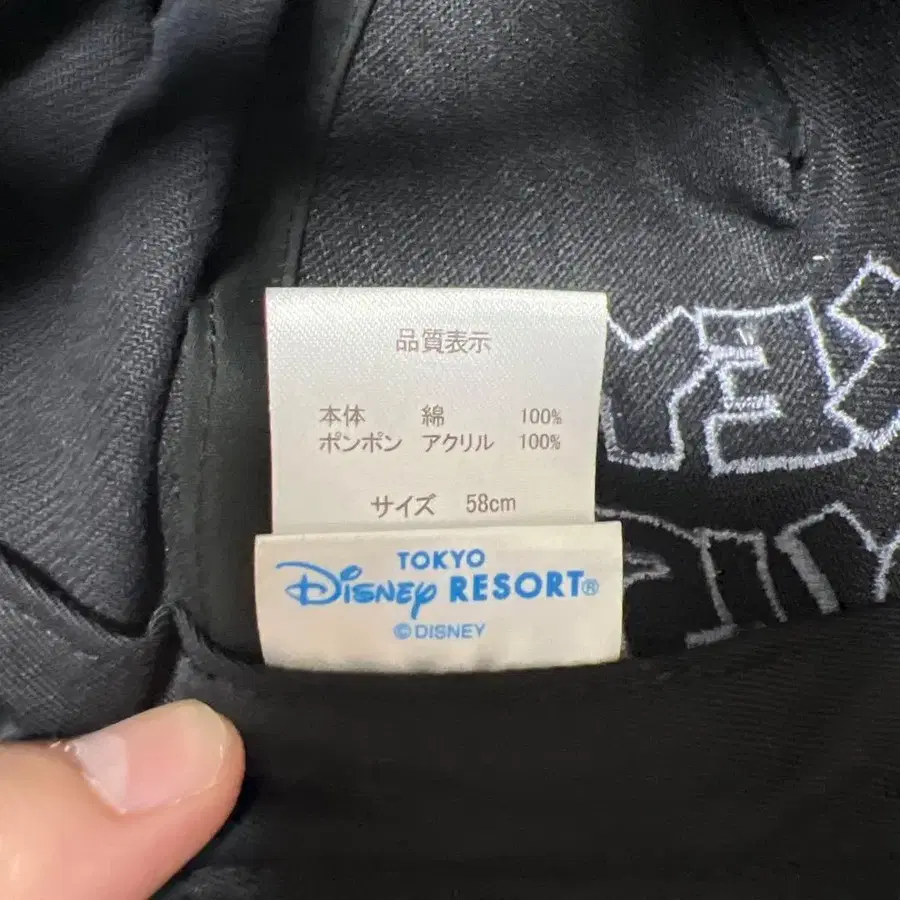 品質表示
本体 綿 100%
ポンポン アクリル 100%
サイズ 58cm
TOKYO
Disney RESORT®
©DISNEY